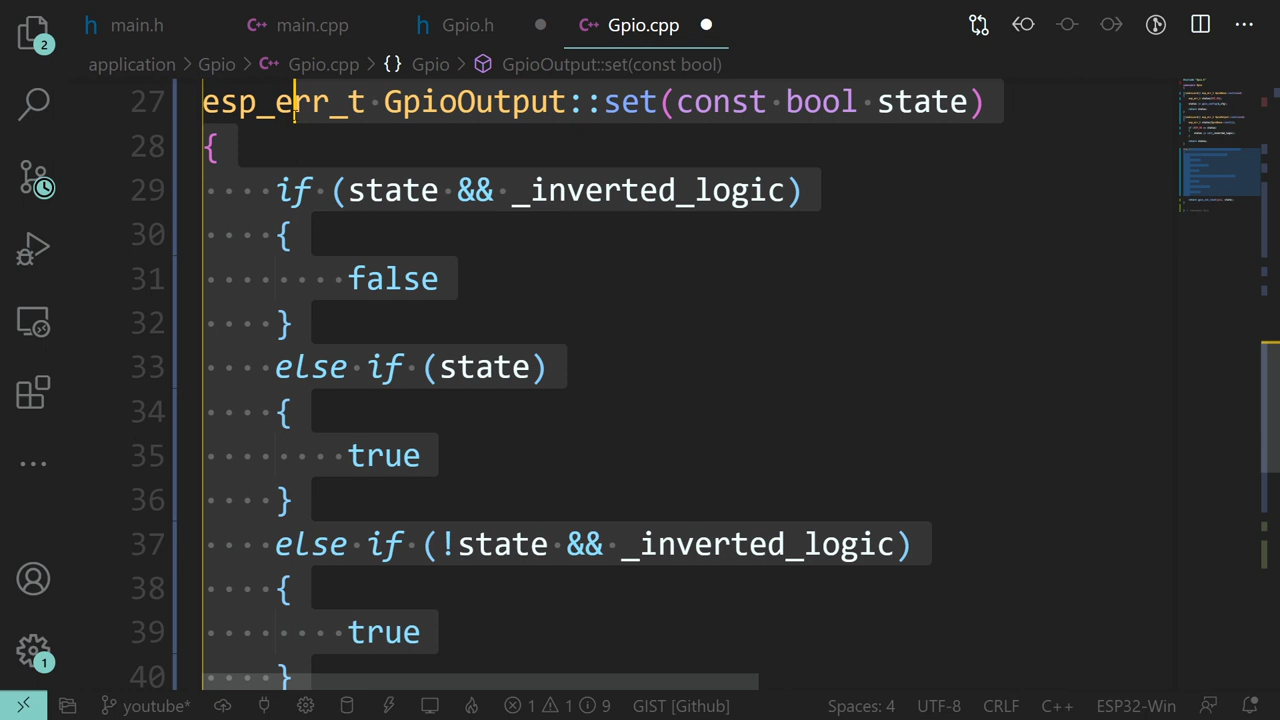 main.h main.cpp Gpio.h Gpio.cpp
application > Gpio > Gpio.cpp > {} Gpio > GpioOutput::set(const bool)
27 esp_err_t GpioOutput::set(const bool state)
28 {
29 if (state && _inverted_logic)
30 {
31 false
32 }
33 else if (state)
34 {
35 true
36 }
37 else if (!state && _inverted_logic)
38 {
39 true
40 }
2
1
youtube* 1 1 9 GIST [Github] Spaces: 4 UTF-8 CRLF C++ ESP32-Win